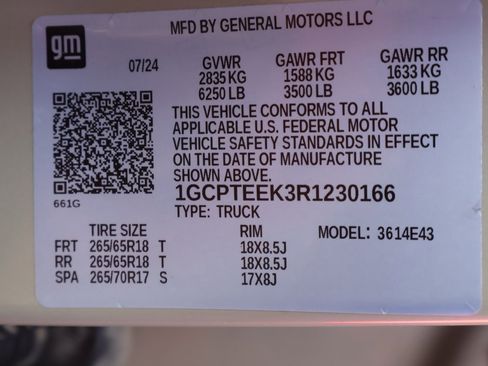 gm
MFD BY GENERAL MOTORS LLC
07/24 GVWR GAWR FRT GAWR RR
2835 KG 1588 KG 1633 KG
6250 LB 3500 LB 3600 LB
THIS VEHICLE CONFORMS TO ALL
APPLICABLE U.S. FEDERAL MOTOR
VEHICLE SAFETY STANDARDS IN EFFECT
ON THE DATE OF MANUFACTURE
SHOWN ABOVE.
661G
1GCPTEEK3R1230166
TYPE: TRUCK
TIRE SIZE RIM MODEL: 3614E43
FRT 265/65R18 T 18X8.5J
RR 265/65R18 T 18X8.5J
SPA 265/70R17 S 17X8J